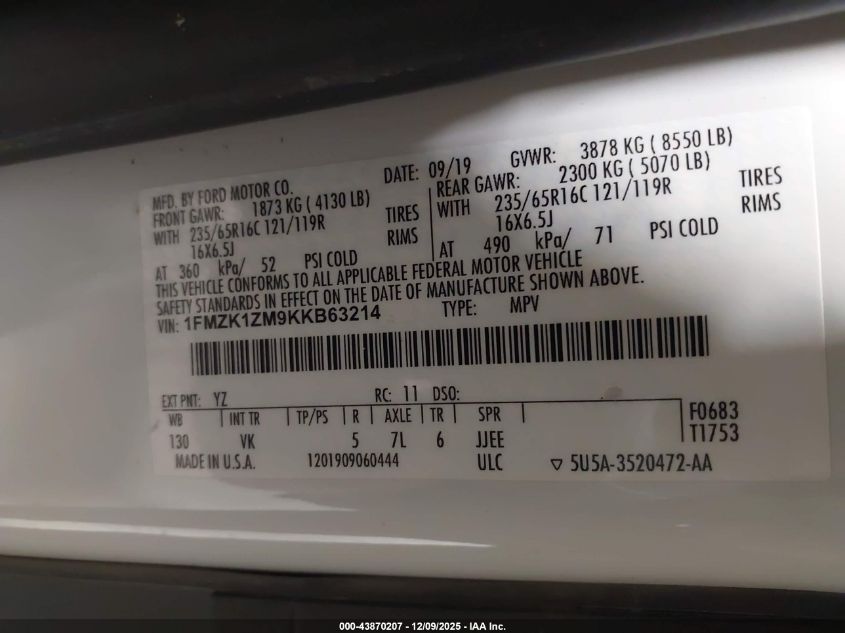 MFD. BY FORD MOTOR CO.
DATE: 09/19 GVWR: 3878 KG ( 8550 LB)
FRONT GAWR: 1873 KG ( 4130 LB)
WITH 235/65R16C 121/119R TIRES
16X6.5J RIMS
AT 360 kPa/ 52 PSI COLD
REAR GAWR: 2300 KG ( 5070 LB)
WITH 235/65R16C 121/119R TIRES
16X6.5J RIMS
AT 490 kPa/ 71 PSI COLD
THIS VEHICLE CONFORMS TO ALL APPLICABLE FEDERAL MOTOR VEHICLE
SAFETY STANDARDS IN EFFECT ON THE DATE OF MANUFACTURE SHOWN ABOVE.
VIN: 1FMZK1ZM9KKB63214 TYPE: MPV
EXT PNT: YZ RC: 11 DSO:
WB INT TR TP/PS R AXLE TR SPR F0683
130 VK 5 7L 6 JJEE T1753
MADE IN U.S.A. 1201909060444 ULC ▽ 5U5A-3520472-AA
000-43870207 - 12/09/2025 - IAA Inc.